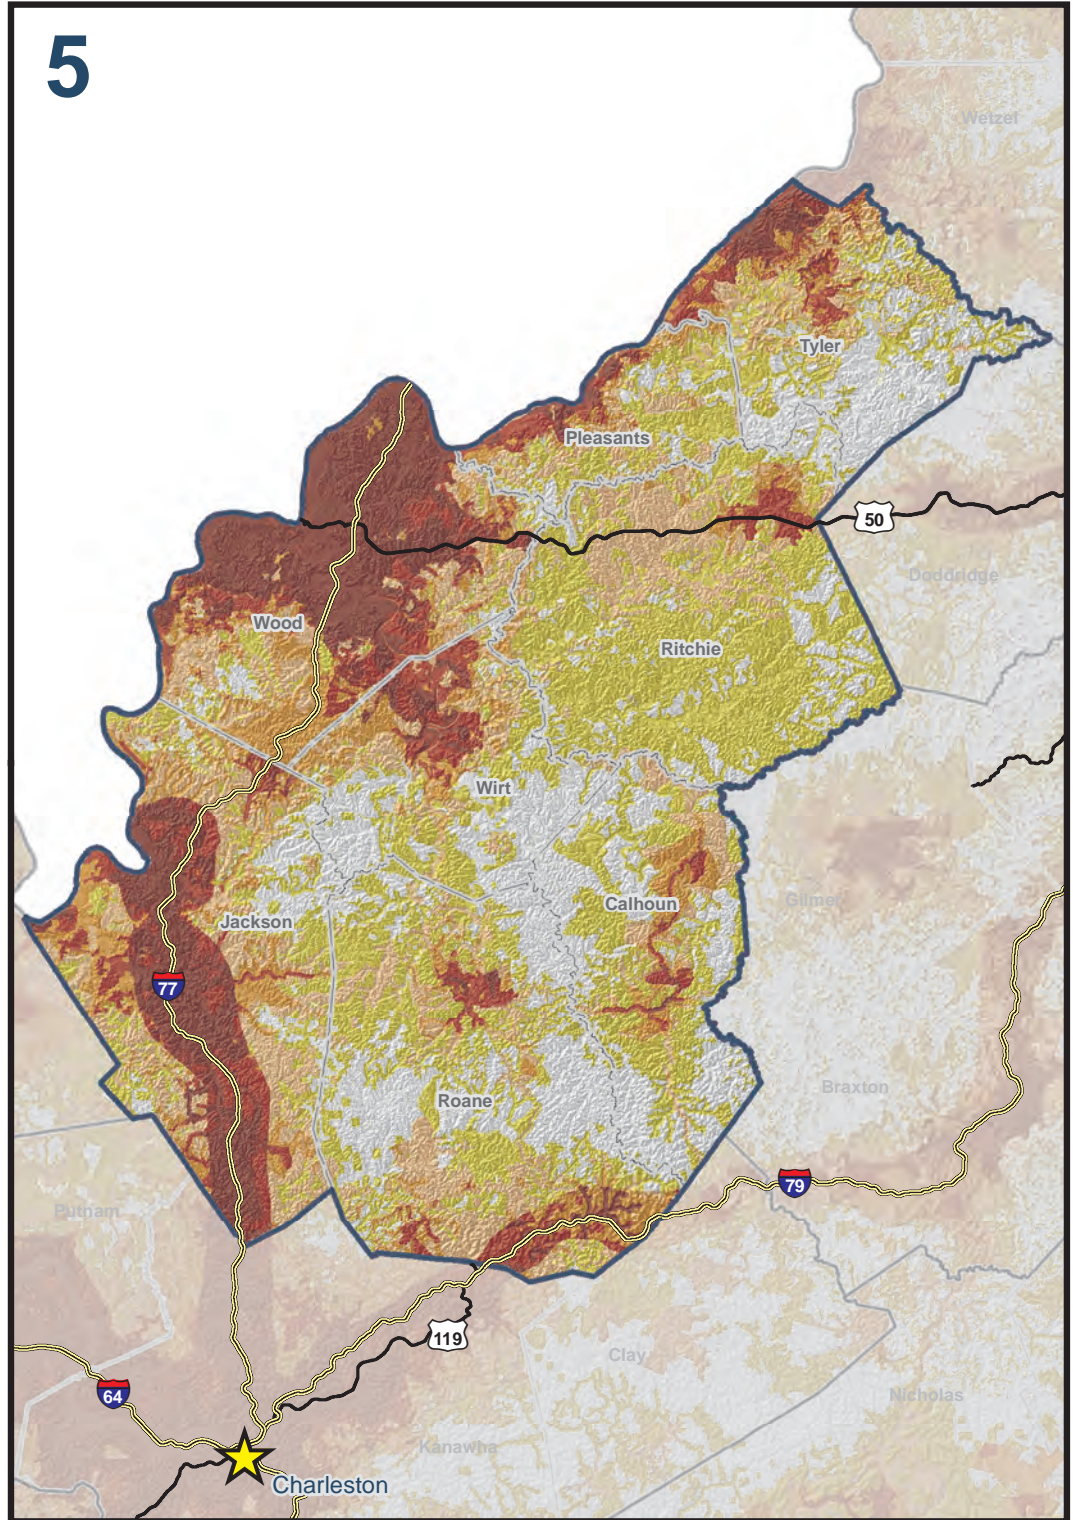 5
Wetzel
Tyler
Pleasants
50
Doddridge
Wood
Ritchie
Wirt
Calhoun
Gilmer
Jackson
77
Braxton
Roane
79
Putnam
119
Clay
64
Nicholas
Kanawha
Charleston